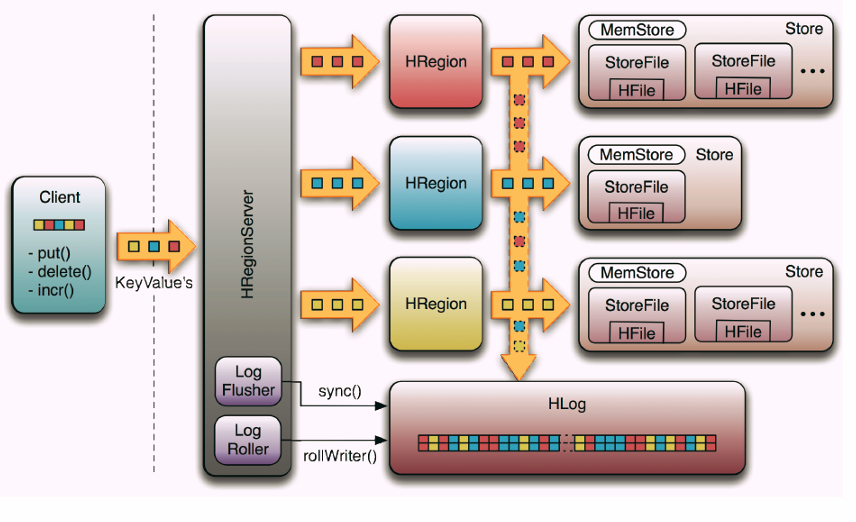 Client
- put()
- delete()
- incr()
KeyValue's
HRegionServer
HRegion
MemStore
Store
StoreFile
HFile
StoreFile
HFile
...
HRegion
MemStore
Store
StoreFile
HFile
HRegion
MemStore
Store
StoreFile
HFile
StoreFile
HFile
...
Log
Flusher
sync()
Log
Roller
rollWriter()
HLog